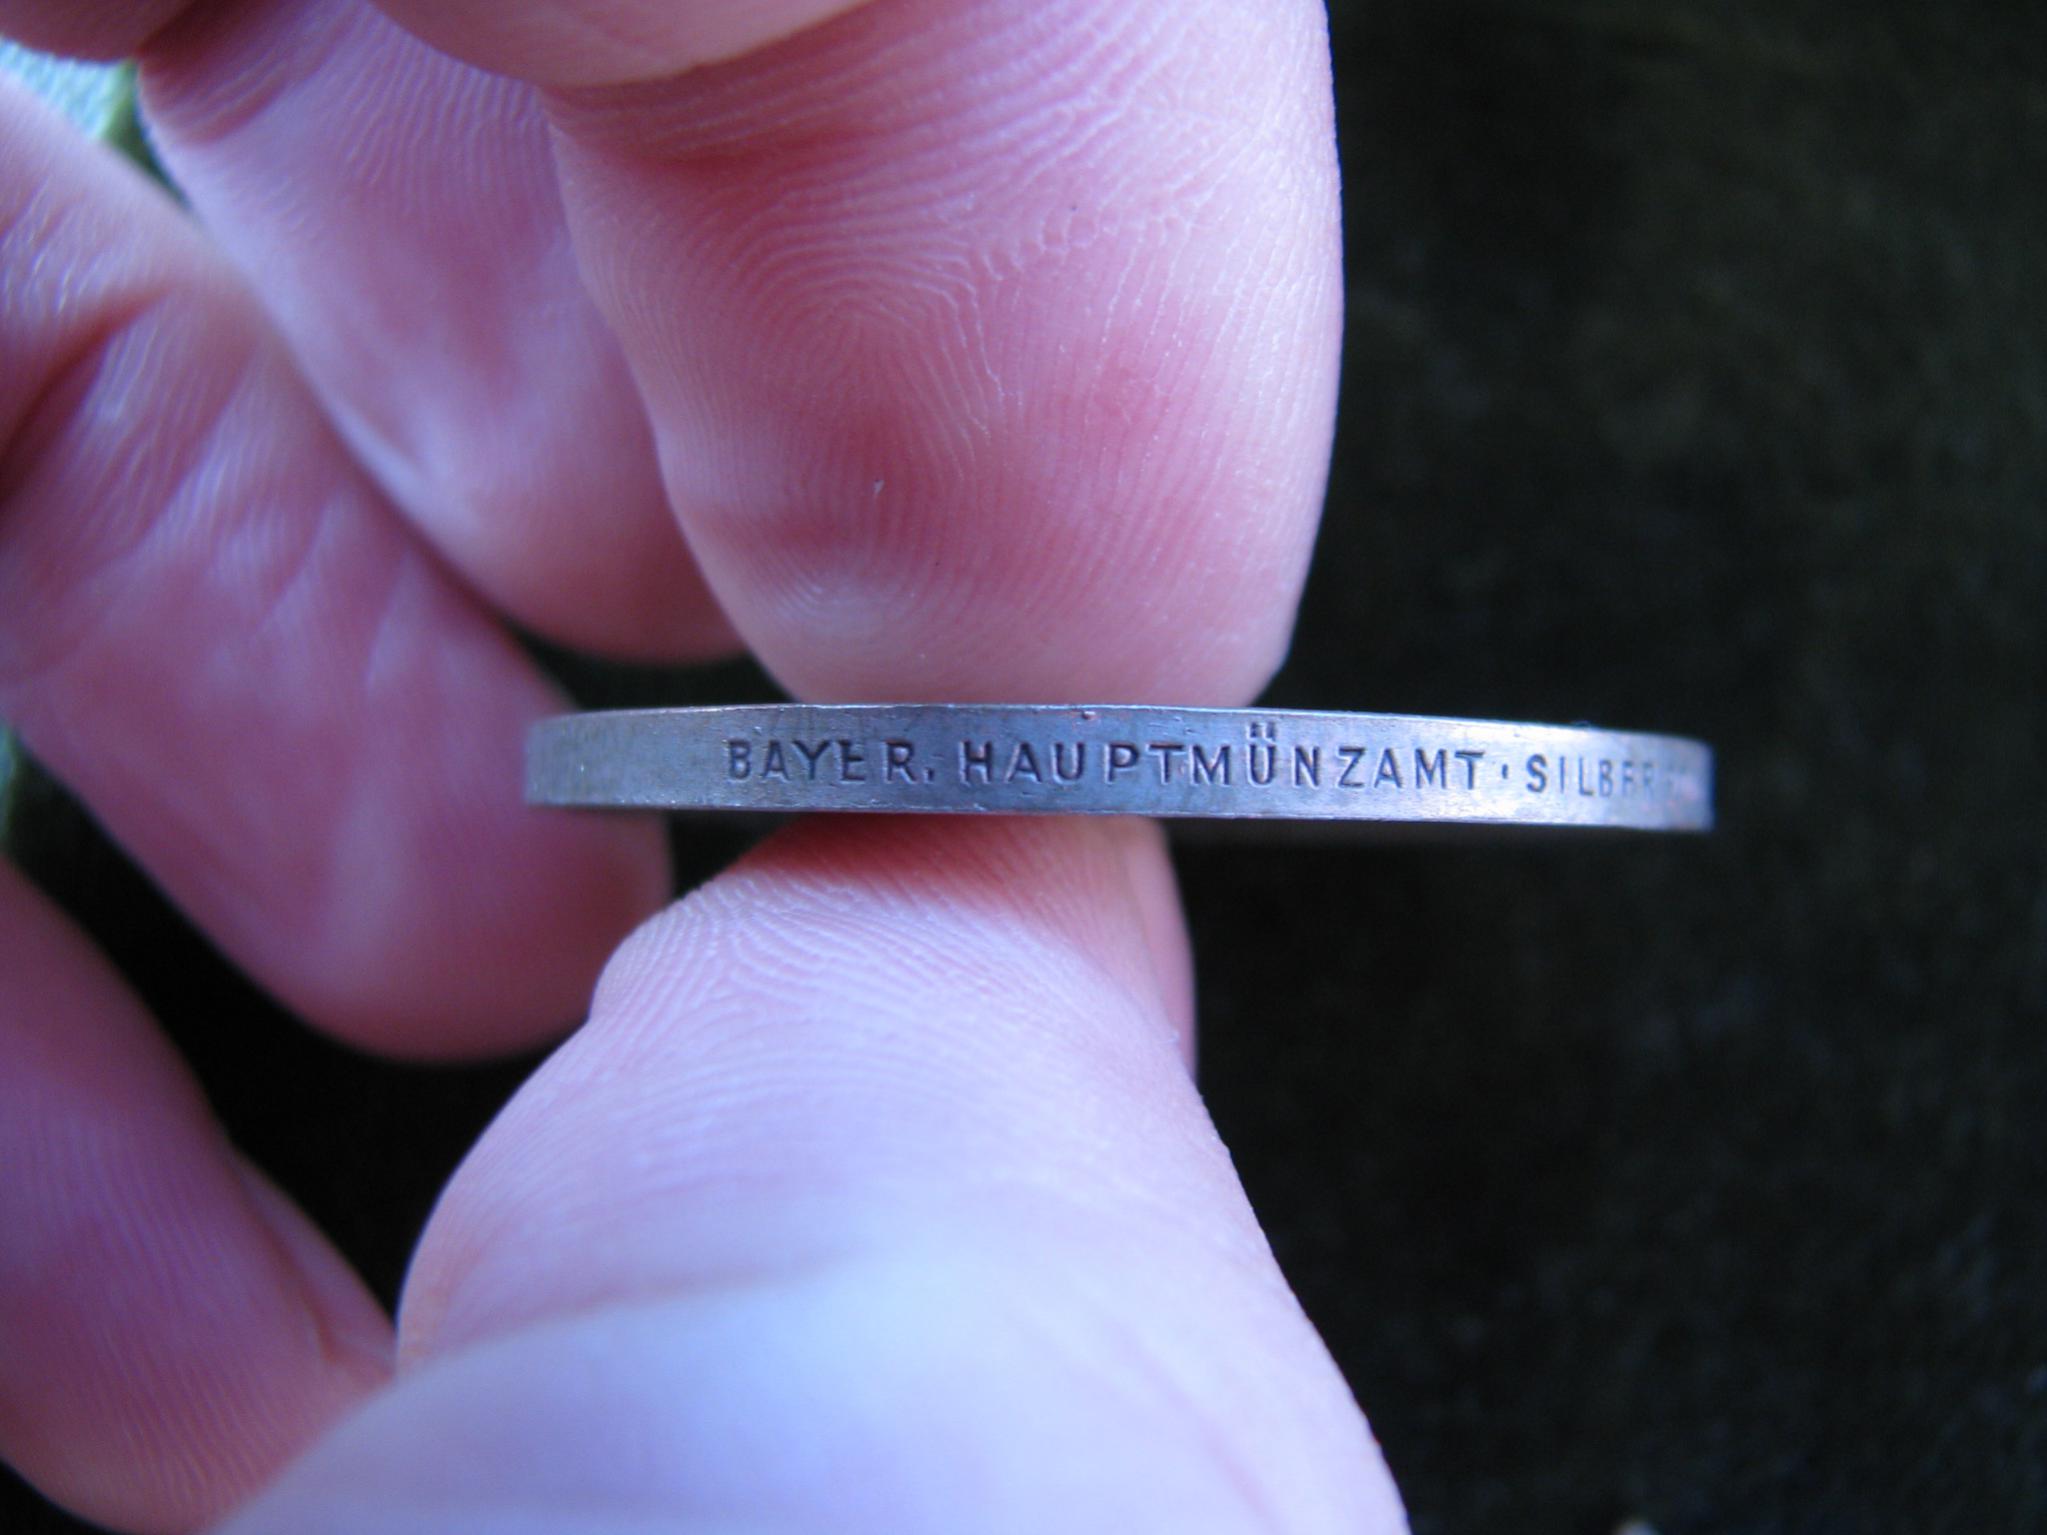 BAYER. HAUPTMÜNZAMT · SILBER